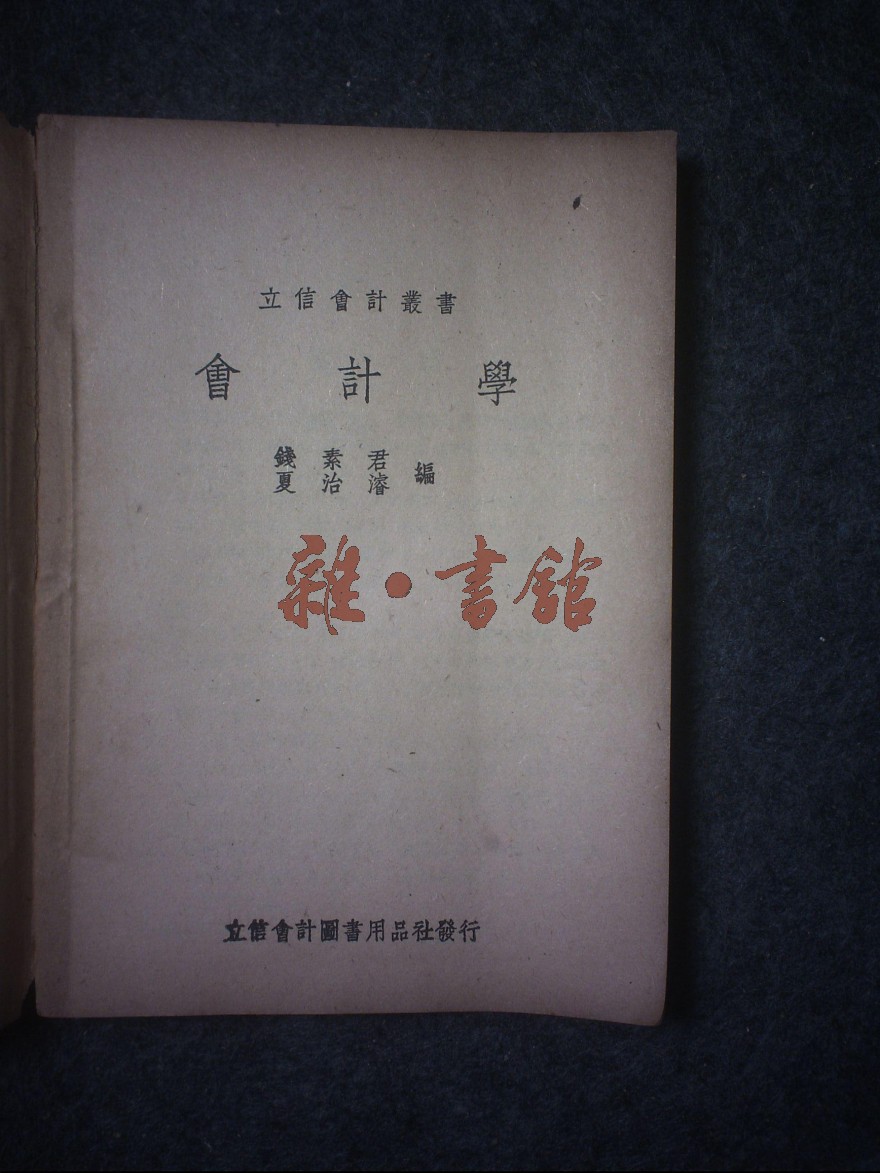 立信會計叢書
會計學
錢素君
夏治濬 編
雜·書館
立信會計圖書用品社發行